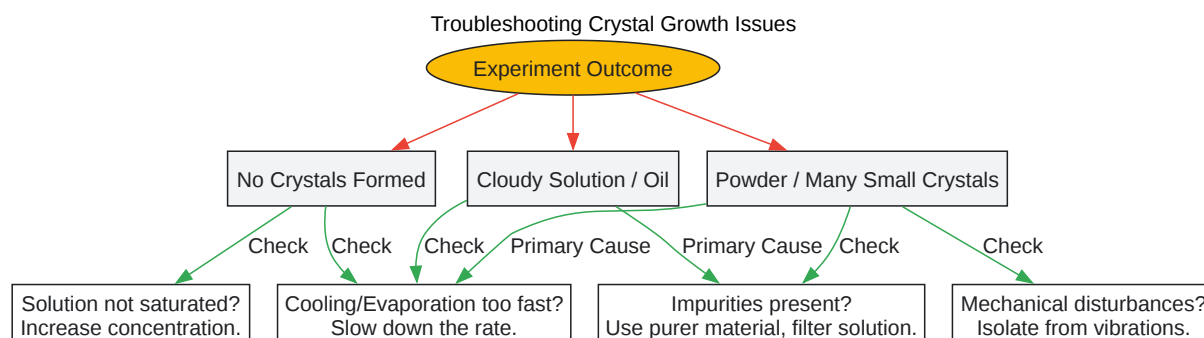 Troubleshooting Crystal Growth Issues
Experiment Outcome
No Crystals Formed
Cloudy Solution / Oil
Powder / Many Small Crystals
Check
Check
Check
Primary Cause
Primary Cause
Check
Check
Solution not saturated?
Increase concentration.
Cooling/Evaporation too fast?
Slow down the rate.
Impurities present?
Use purer material, filter solution.
Mechanical disturbances?
Isolate from vibrations.